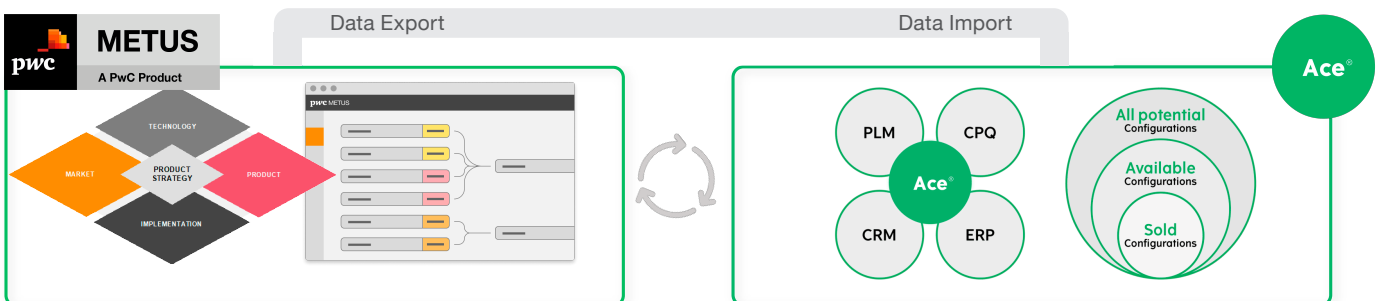 Data Export
Data Import
pwc
METUS
A PwC Product
Ace®
TECHNOLOGY
MARKET
PRODUCT
STRATEGY
PRODUCT
IMPLEMENTATION
pwc METUS
PLM
CPQ
Ace®
CRM
ERP
All potential
Configurations
Available
Configurations
Sold
Configurations